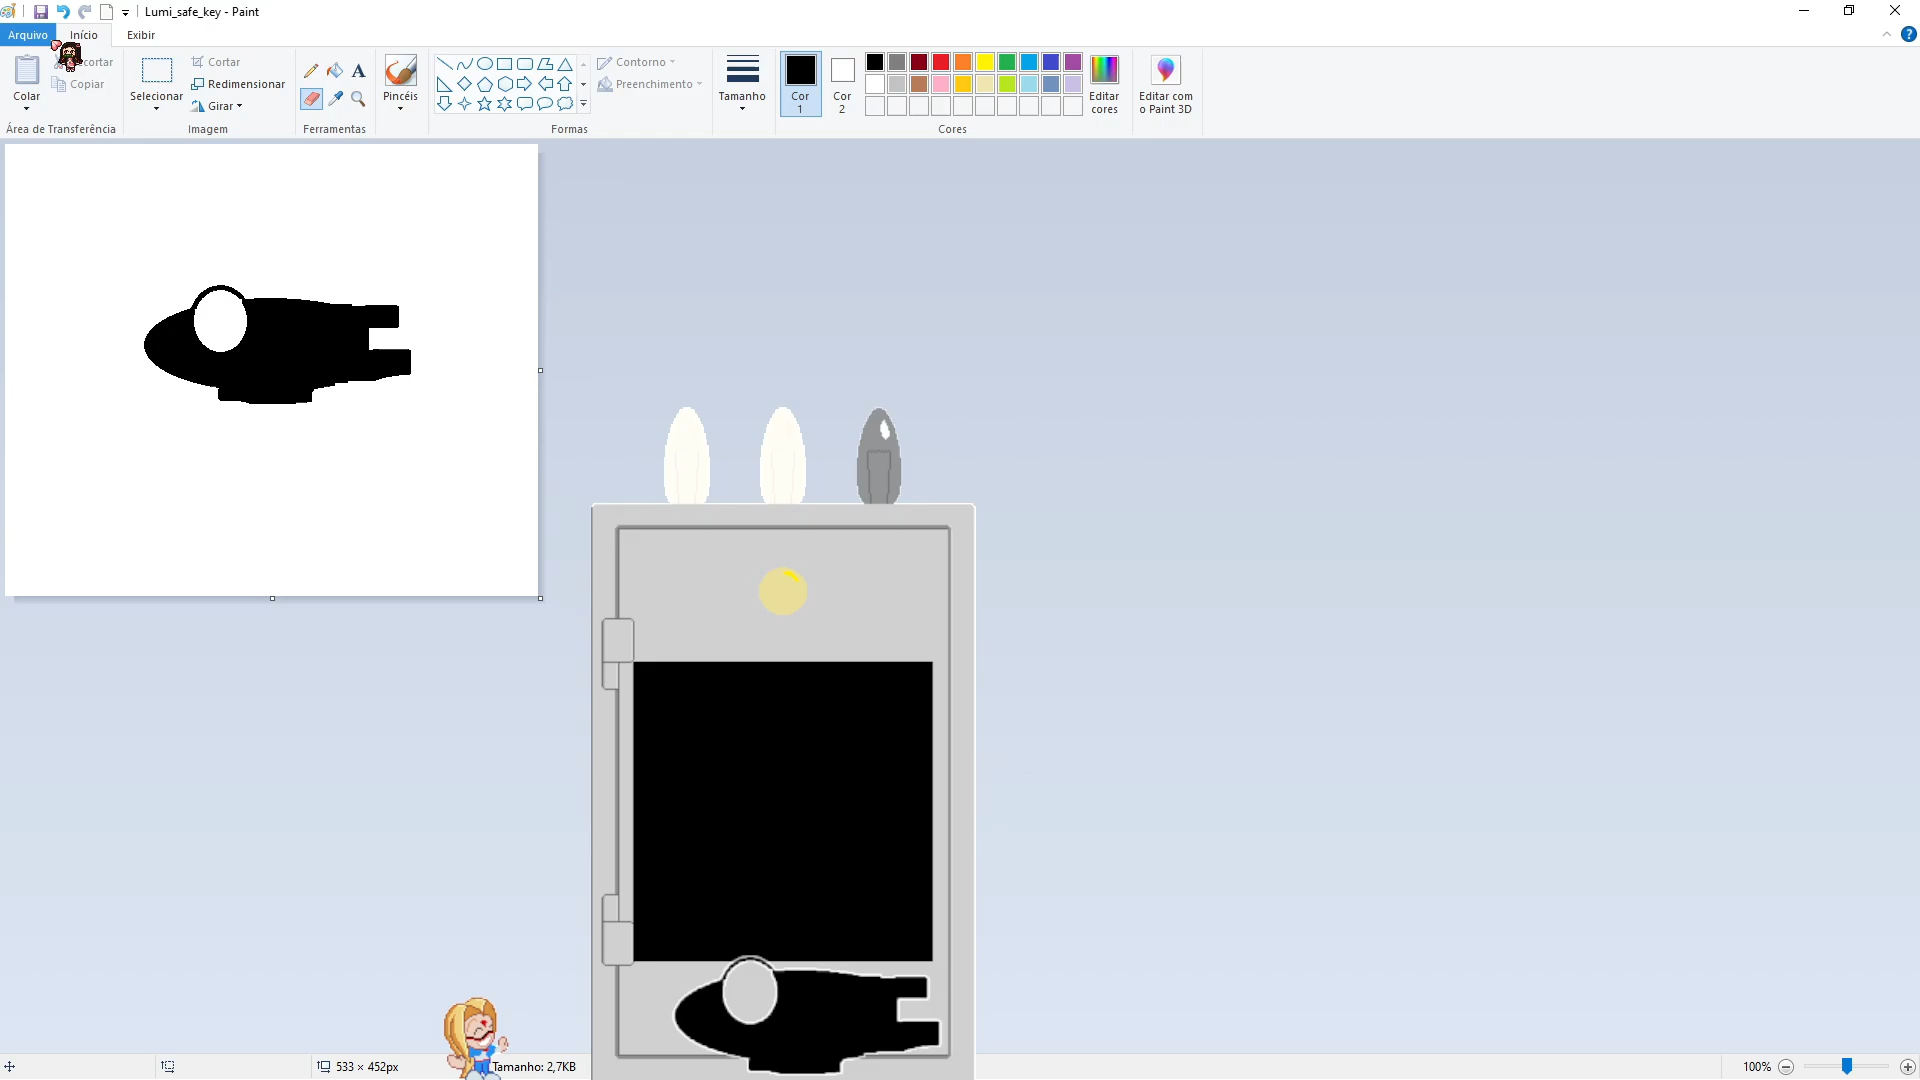 Lumi_safe_key - Paint
Arquivo Início Exibir
Colar
cortar
Copiar
Área de Transferência
Selecionar
Cortar
Redimensionar
Girar
Imagem
A
Ferramentas
Pincéis
Contorno
Preenchimento
Formas
Tamanho
Cor
1
Cor
2
Editar
cores
Editar com
o Paint 3D
Cores
?
533 × 452px
Tamanho: 2,7KB
100%